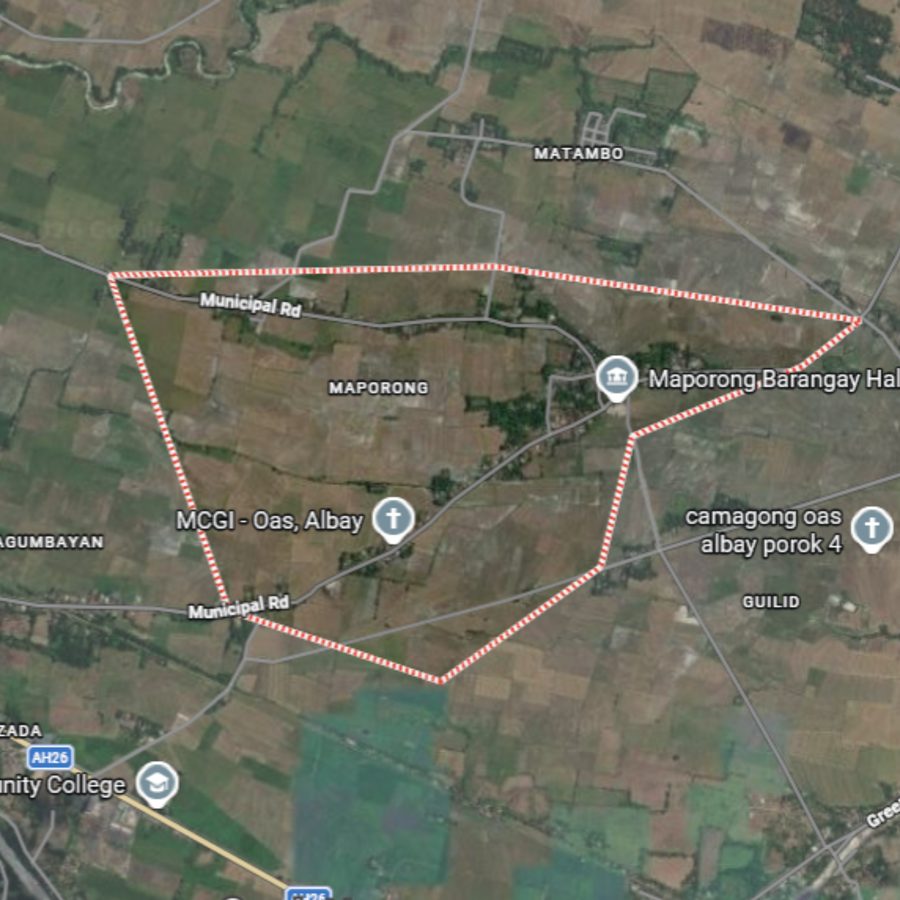 MATAMBO
Municipal Rd
Maporong Barangay Hal
MAPORONG
MCGI - Oas, Albay
camagong oas
albay porok 4
AGUMBAYAN
Municipal Rd
GUILID
ZADA
AH26
unity College
Gree
AH26